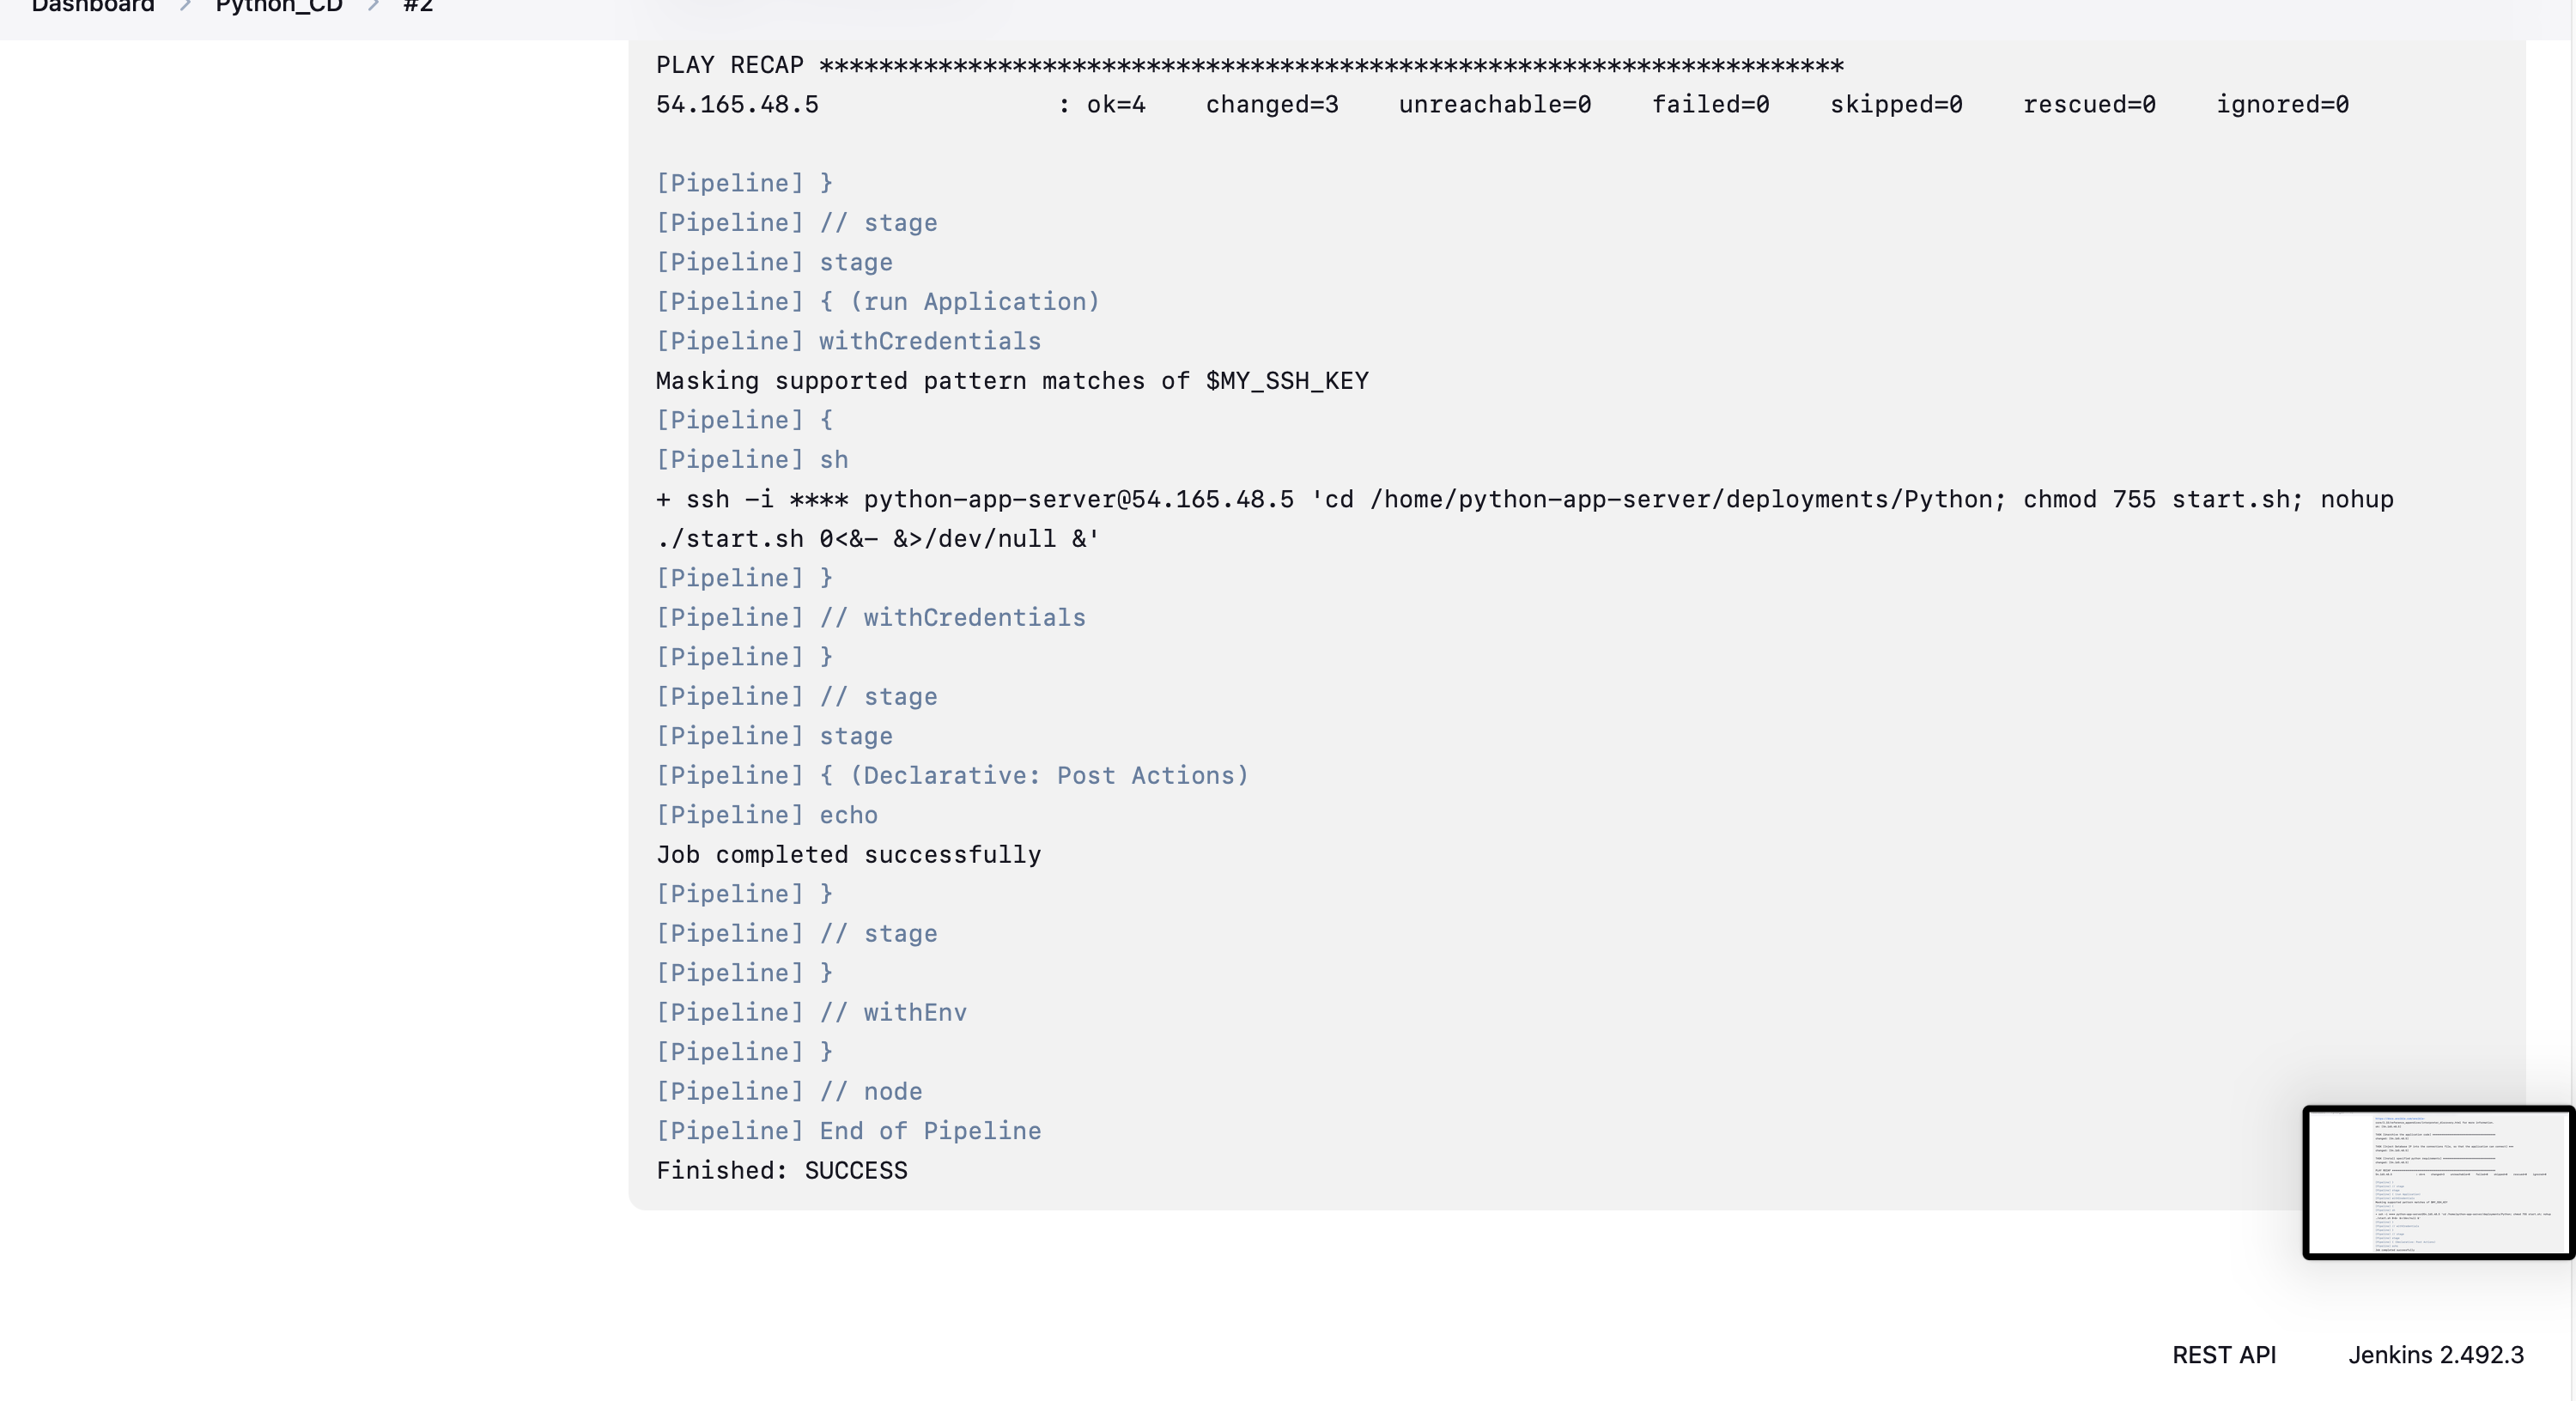 Dashboard > Python_CD > #2
PLAY RECAP *********************************************************************
54.165.48.5 : ok=4 changed=3 unreachable=0 failed=0 skipped=0 rescued=0 ignored=0
[Pipeline] }
[Pipeline] // stage
[Pipeline] stage
[Pipeline] { (run Application)
[Pipeline] withCredentials
Masking supported pattern matches of $MY_SSH_KEY
[Pipeline] {
[Pipeline] sh
+ ssh -i **** python-app-server@54.165.48.5 'cd /home/python-app-server/deployments/Python; chmod 755 start.sh; nohup
./start.sh 0<&- &>/dev/null &'
[Pipeline] }
[Pipeline] // withCredentials
[Pipeline] }
[Pipeline] // stage
[Pipeline] stage
[Pipeline] { (Declarative: Post Actions)
[Pipeline] echo
Job completed successfully
[Pipeline] }
[Pipeline] // stage
[Pipeline] }
[Pipeline] // withEnv
[Pipeline] }
[Pipeline] // node
[Pipeline] End of Pipeline
Finished: SUCCESS
REST API Jenkins 2.492.3